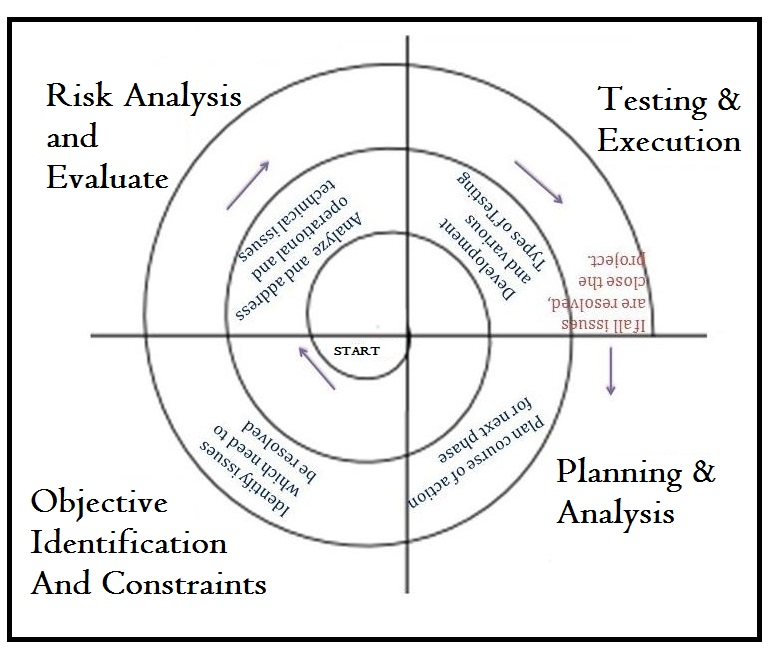 Risk Analysis
and
Evaluate
Testing &
Execution
Analyze and address
operational and
technical issues
Development
and various
Types of Testing
If all issues
are resolved,
close the
project.
START
Identify issues
which need to
be resolved
Plan course of action
for next phase
Planning &
Analysis
Objective
Identification
And Constraints